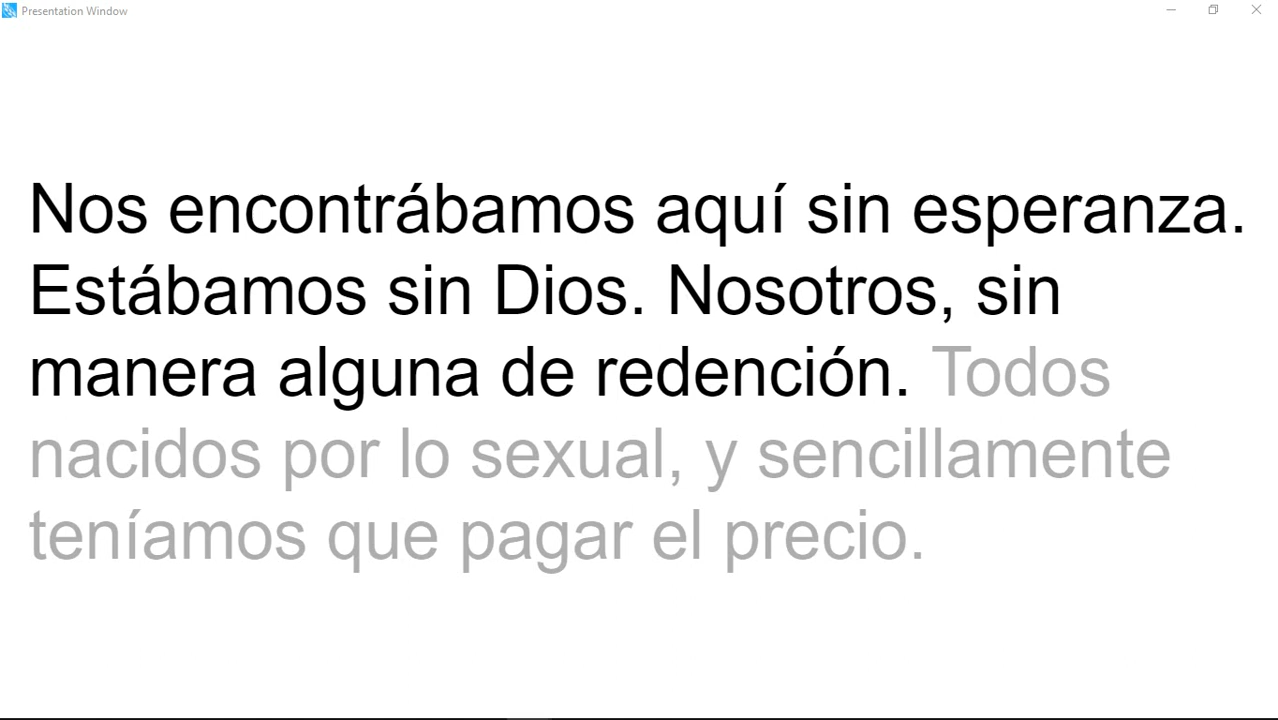 Presentation Window
Nos encontrábamos aquí sin esperanza.
Estábamos sin Dios. Nosotros, sin
manera alguna de redención. Todos
nacidos por lo sexual, y sencillamente
teníamos que pagar el precio.